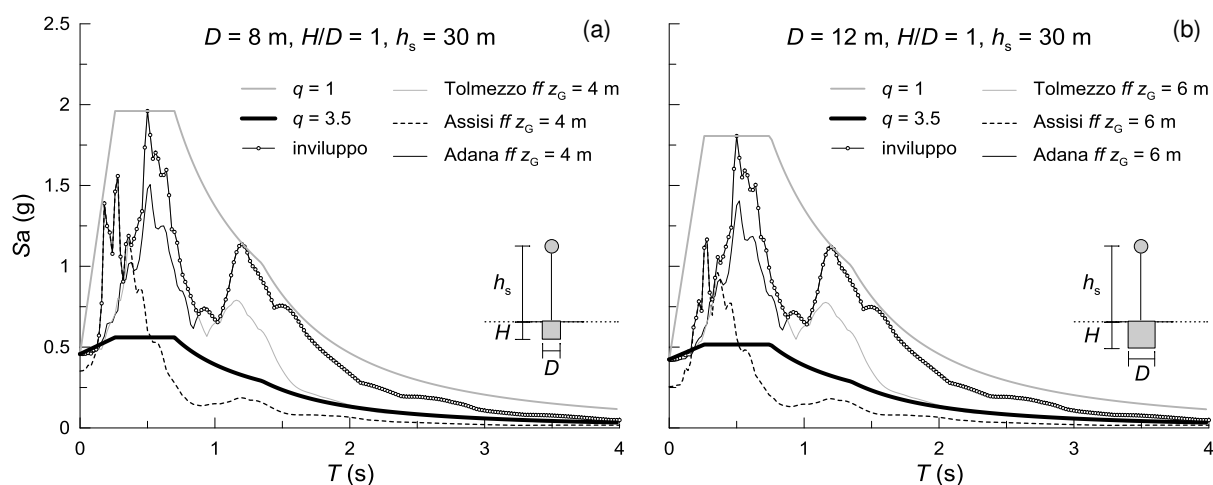 (a)
D = 8 m, H/D = 1, hs = 30 m
q = 1
q = 3.5
inviluppo
Tolmezzo ff zG = 4 m
Assisi ff zG = 4 m
Adana ff zG = 4 m
Sa (g)
2.5
2
1.5
1
0.5
0
0 1 2 3 4
T (s)
hs
H
D
(b)
D = 12 m, H/D = 1, hs = 30 m
q = 1
q = 3.5
inviluppo
Tolmezzo ff zG = 6 m
Assisi ff zG = 6 m
Adana ff zG = 6 m
0 1 2 3 4
T (s)
hs
H
D